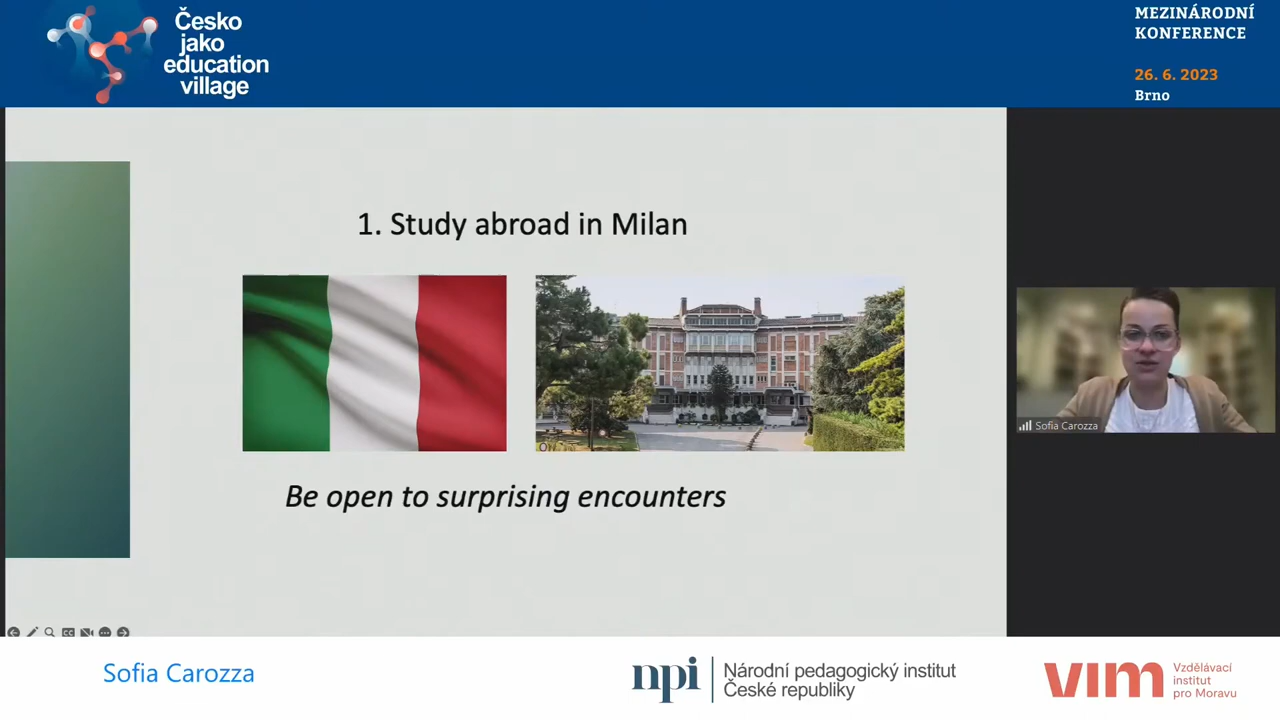 Česko
jako
education
village
MEZINÁRODNÍ
KONFERENCE
26. 6. 2023
Brno
1. Study abroad in Milan
Be open to surprising encounters
Sofia Carozza
CC
Sofia Carozza
npi
Národní pedagogický institut
České republiky
vim
Vzdělávací
institut
pro Moravu